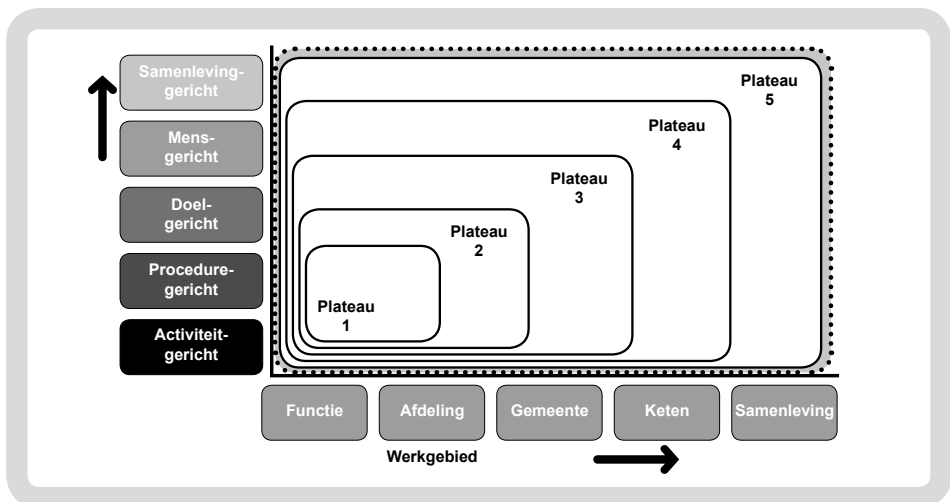 Samenleving-
gericht
Mens-
gericht
Doel-
gericht
Procedure-
gericht
Activiteit-
gericht
Plateau
5
Plateau
4
Plateau
3
Plateau
2
Plateau
1
Functie
Afdeling
Gemeente
Keten
Samenleving
Werkgebied